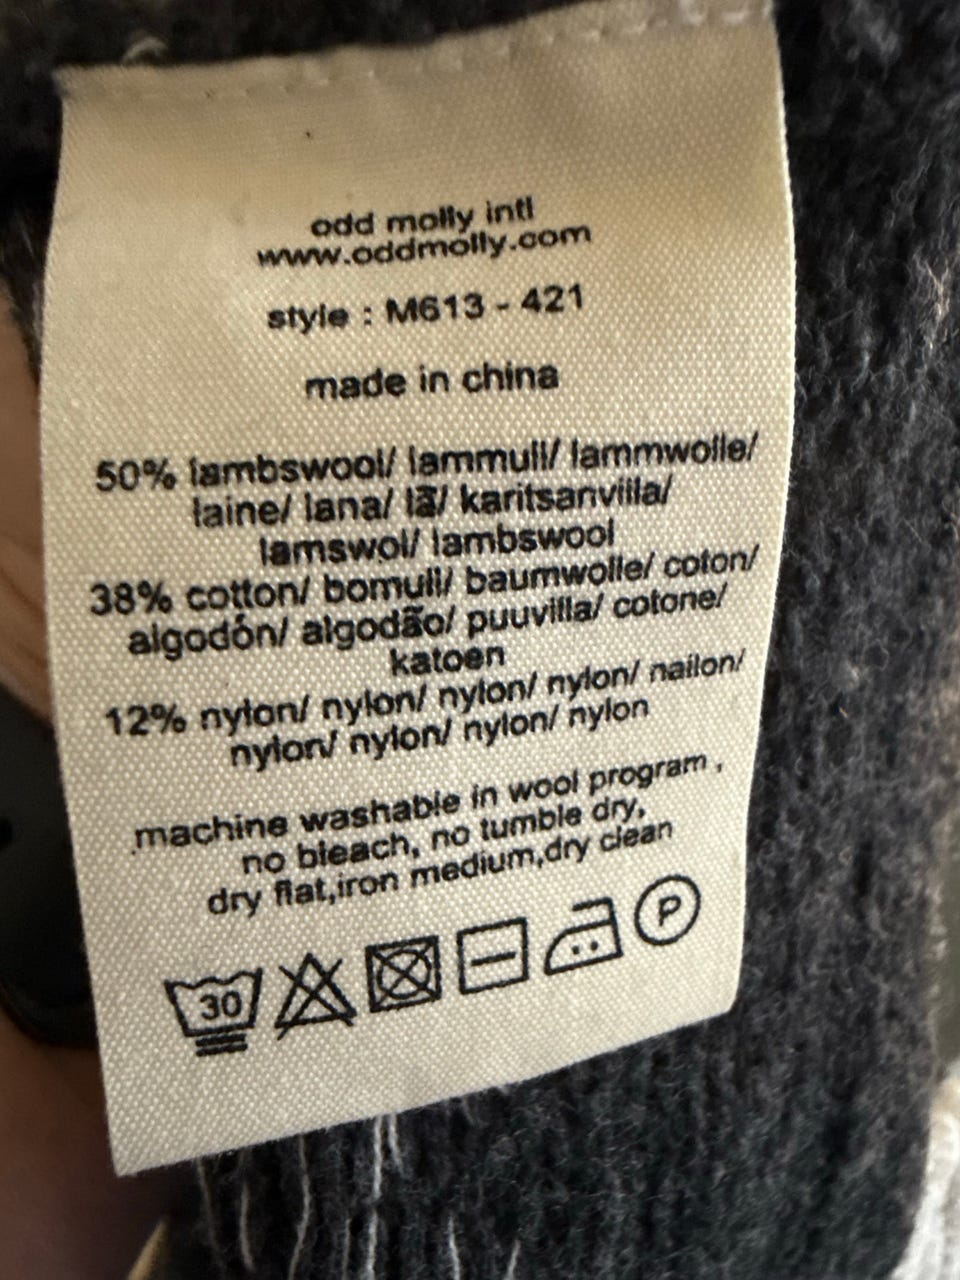 odd molly intl
www.oddmolly.com
style : M613 - 421
made in china
50% lambswool/ lammull/ lammwolle/
laine/ lana/ lã/ karitsanvilla/
lamswol/ lambswool
38% cotton/ bomull/ baumwolle/ coton/
algodón/ algodão/ puuvilla/ cotone/
katoen
12% nylon/ nylon/ nylon/ nylon/ nailon/
nylon/ nylon/ nylon/ nylon
machine washable in wool program ,
no bleach, no tumble dry,
dry flat,iron medium,dry clean
30 P